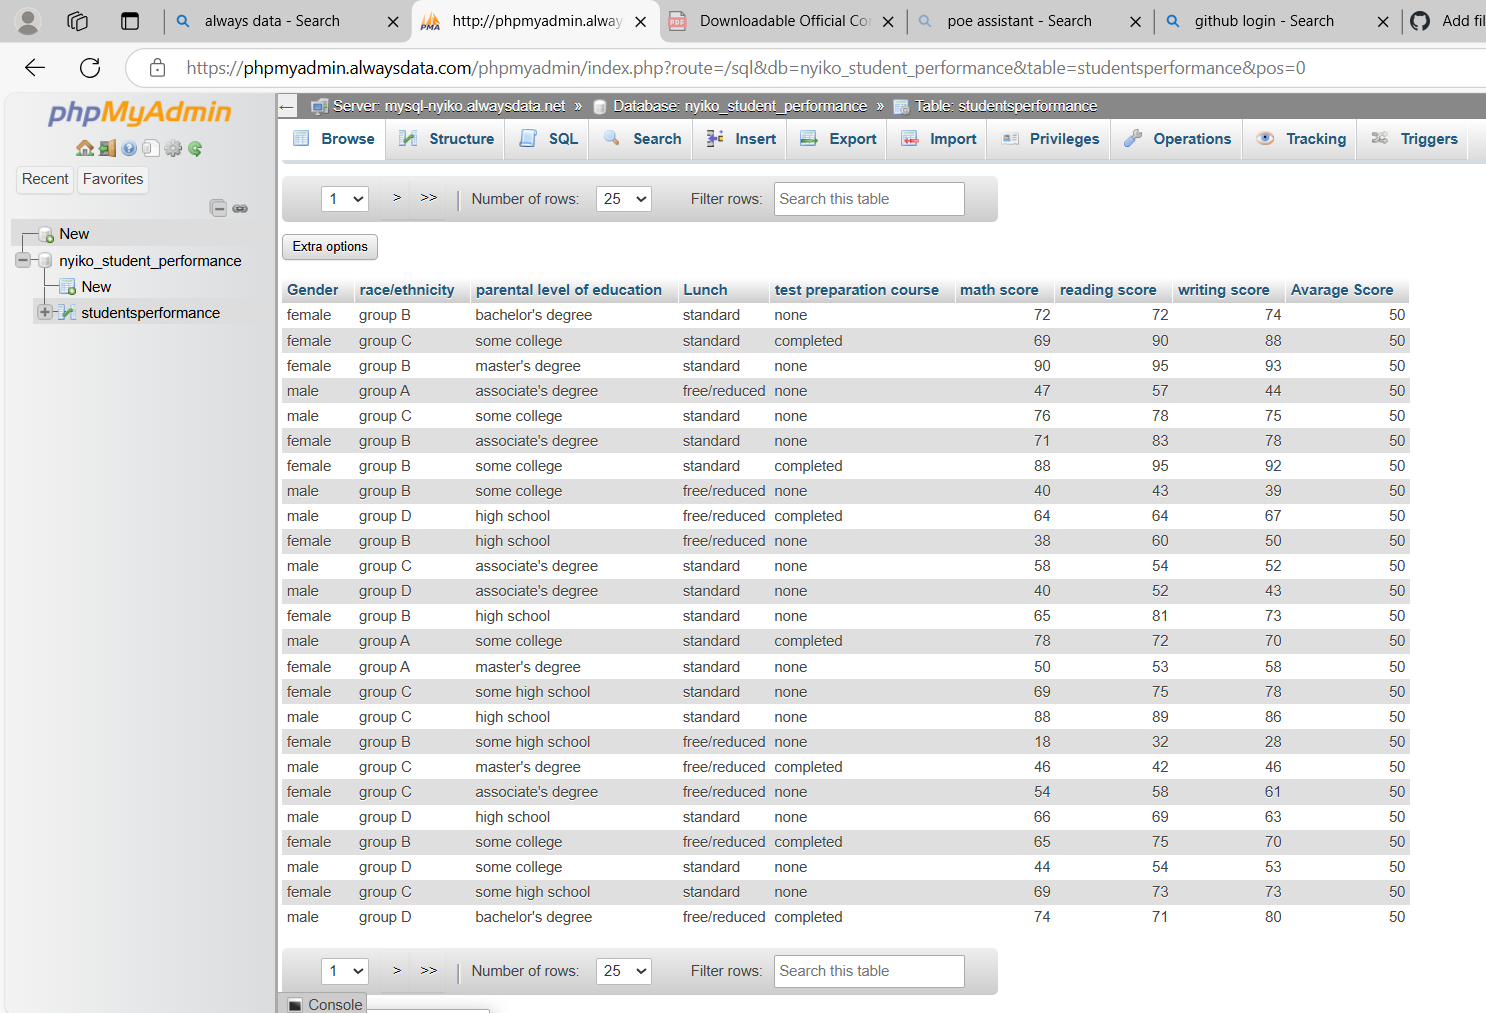 always data - Search
http://phpmyadmin.alway
Downloadable Official Co
poe assistant - Search
github login - Search
Add fil
https://phpmyadmin.alwaysdata.com/phpmyadmin/index.php?route=/sql&db=nyiko_student_performance&table=studentsperformance&pos=0
phpMyAdmin
Recent Favorites
New
nyiko_student_performance
New
studentsperformance
Server: mysql-nyiko.alwaysdata.net » Database: nyiko_student_performance » Table: studentsperformance
Browse Structure SQL Search Insert Export Import Privileges Operations Tracking Triggers
1 > >> | Number of rows: 25 Filter rows: Search this table
Extra options
Gender race/ethnicity parental level of education Lunch test preparation course math score reading score writing score Avarage Score
female group B bachelor's degree standard none 72 72 74 50
female group C some college standard completed 69 90 88 50
female group B master's degree standard none 90 95 93 50
male group A associate's degree free/reduced none 47 57 44 50
male group C some college standard none 76 78 75 50
female group B associate's degree standard none 71 83 78 50
female group B some college standard completed 88 95 92 50
male group B some college free/reduced none 40 43 39 50
male group D high school free/reduced completed 64 64 67 50
female group B high school free/reduced none 38 60 50 50
male group C associate's degree standard none 58 54 52 50
male group D associate's degree standard none 40 52 43 50
female group B high school standard none 65 81 73 50
male group A some college standard completed 78 72 70 50
female group A master's degree standard none 50 53 58 50
female group C some high school standard none 69 75 78 50
male group C high school standard none 88 89 86 50
female group B some high school free/reduced none 18 32 28 50
male group C master's degree free/reduced completed 46 42 46 50
female group C associate's degree free/reduced none 54 58 61 50
male group D high school standard none 66 69 63 50
female group B some college free/reduced completed 65 75 70 50
male group D some college standard none 44 54 53 50
female group C some high school standard none 69 73 73 50
male group D bachelor's degree free/reduced completed 74 71 80 50
1 > >> | Number of rows: 25 Filter rows: Search this table
Console